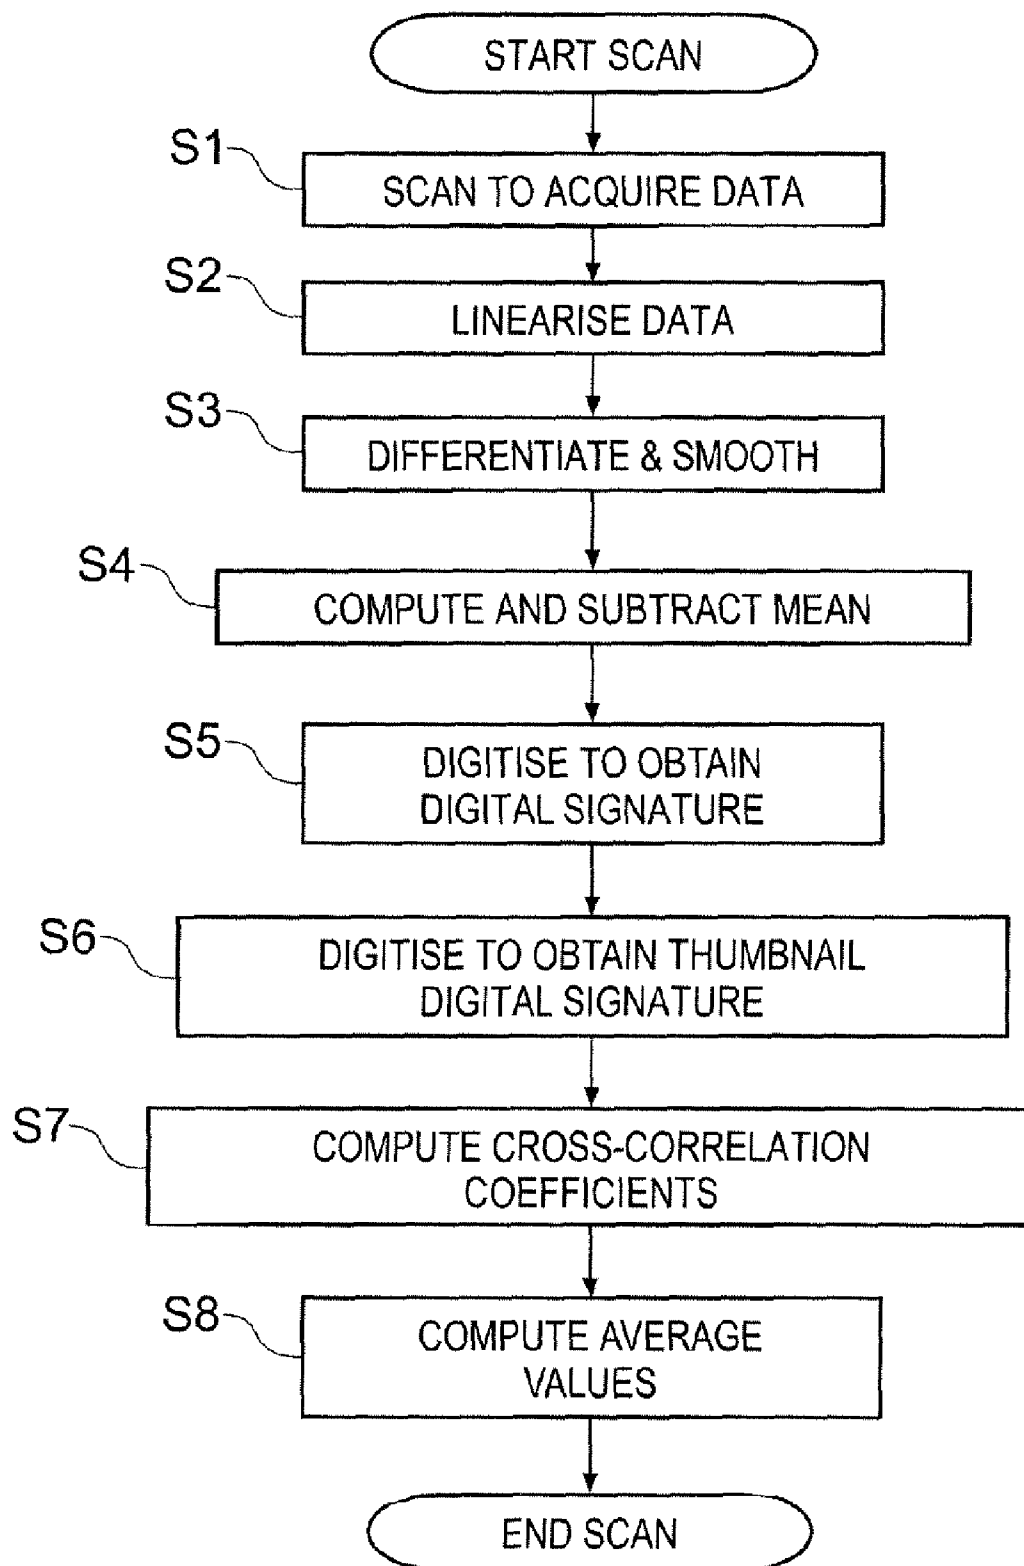 START SCAN
S1
SCAN TO ACQUIRE DATA
S2
LINEARISE DATA
S3
DIFFERENTIATE & SMOOTH
S4
COMPUTE AND SUBTRACT MEAN
S5
DIGITISE TO OBTAIN
DIGITAL SIGNATURE
S6
DIGITISE TO OBTAIN THUMBNAIL
DIGITAL SIGNATURE
S7
COMPUTE CROSS-CORRELATION
COEFFICIENTS
S8
COMPUTE AVERAGE
VALUES
END SCAN